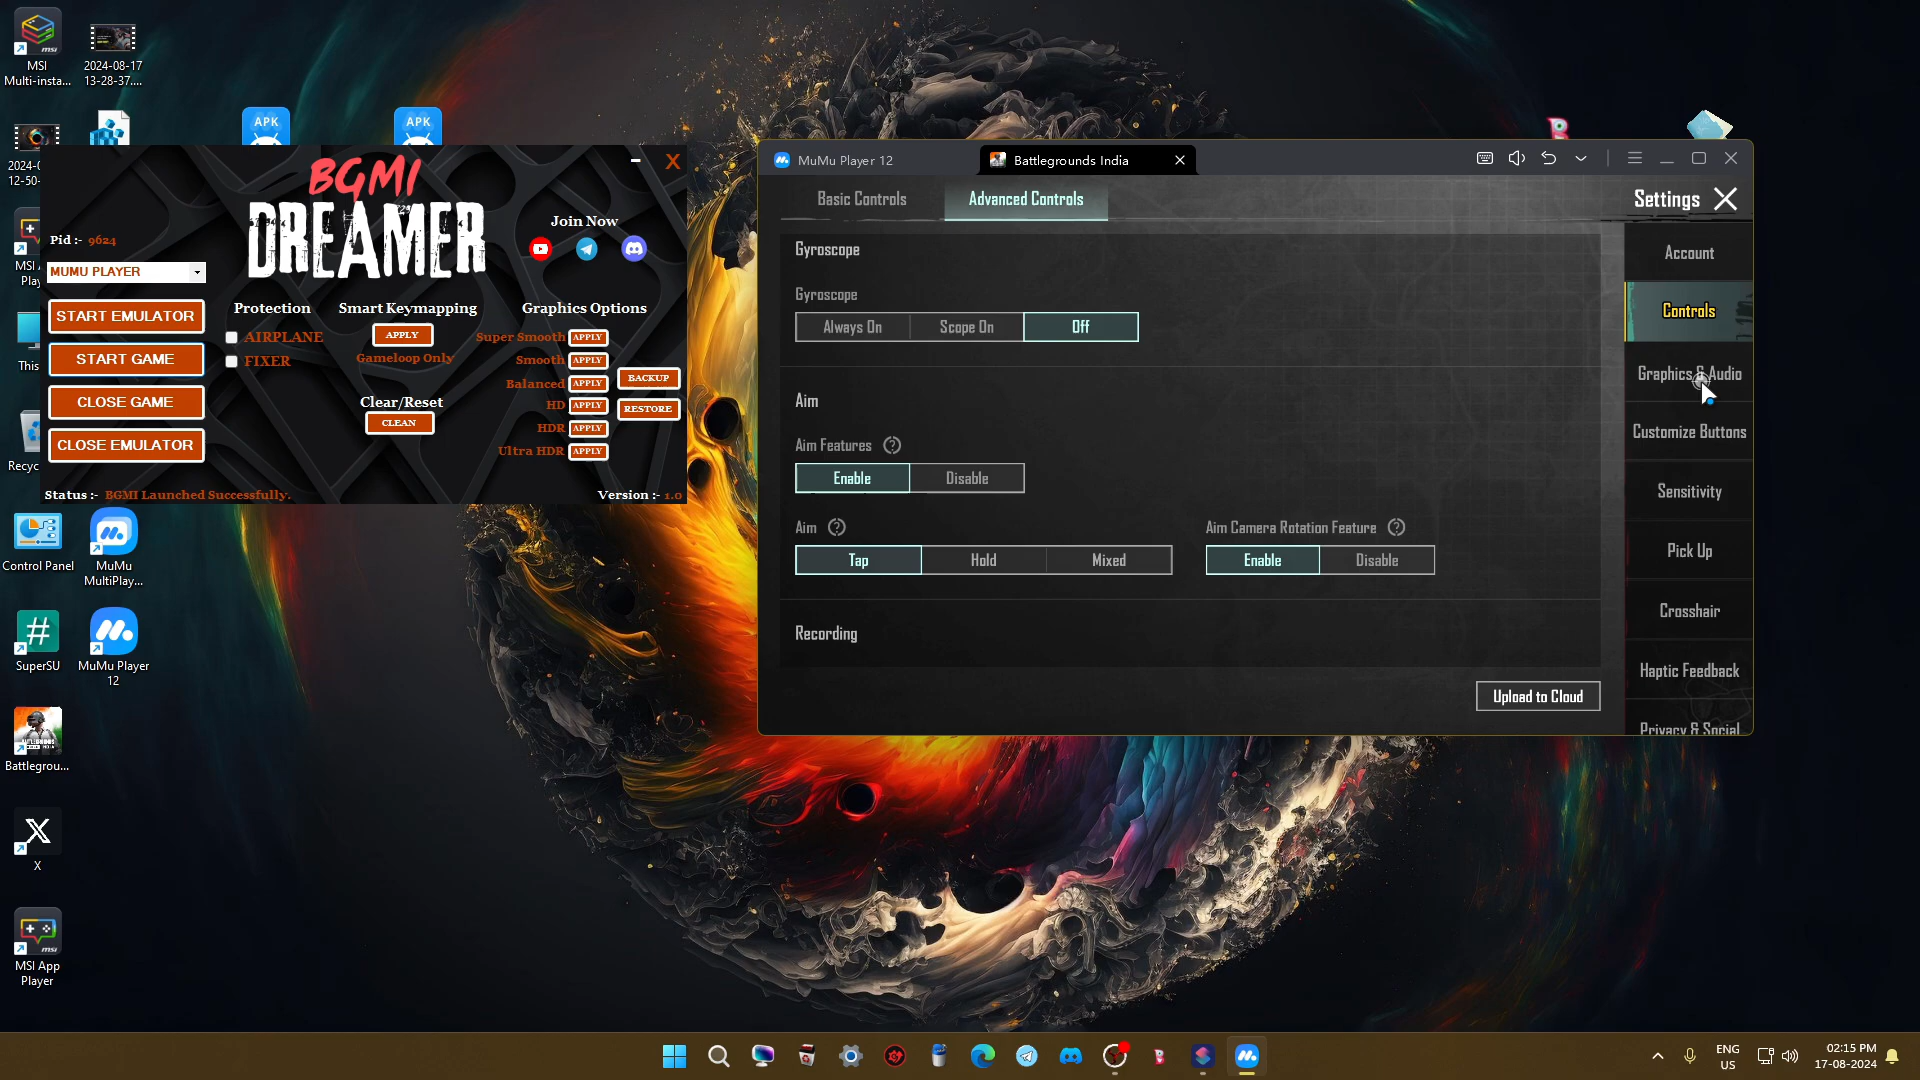 MSI
Multi-insta...
2024-08-17
13-28-37....
2024-0
12-50-
APK
APK
MSI
Play
This
Recyc
Control Panel
MuMu
MultiPlay...
SuperSU
MuMu Player
12
Battlegrou...
X
MSI App
Player
BGMI
DREAMER
X
Pid :- 9624
MUMU PLAYER
Join Now
START EMULATOR
START GAME
CLOSE GAME
CLOSE EMULATOR
Protection
AIRPLANE
FIXER
Smart Keymapping
APPLY
Gameloop Only
Clear/Reset
CLEAN
Graphics Options
Super Smooth APPLY
Smooth APPLY
Balanced APPLY
HD APPLY
HDR APPLY
Ultra HDR APPLY
BACKUP
RESTORE
Status :- BGMI Launched Successfully.
Version :- 1.0
MuMu Player 12
Battlegrounds India
Basic Controls
Advanced Controls
Settings
Gyroscope
Gyroscope
Always On
Scope On
Off
Aim
Aim Features
Enable
Disable
Aim
Tap
Hold
Mixed
Aim Camera Rotation Feature
Enable
Disable
Recording
Upload to Cloud
Account
Controls
Graphics & Audio
Customize Buttons
Sensitivity
Pick Up
Crosshair
Haptic Feedback
Privacy & Social
ENG
US
02:15 PM
17-08-2024